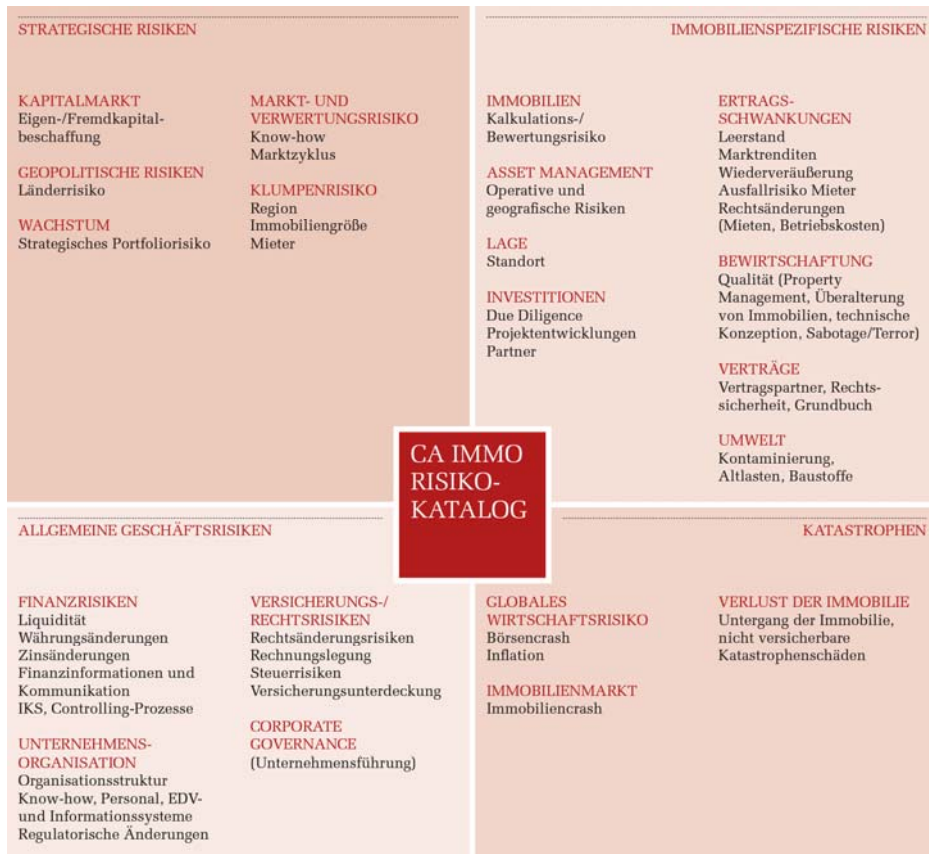 STRATEGISCHE RISIKEN
KAPITALMARKT
Eigen-/Fremdkapital-
beschaffung
GEOPOLITISCHE RISIKEN
Länderrisiko
WACHSTUM
Strategisches Portfoliorisiko
MARKT- UND
VERWERTUNGSRISIKO
Know-how
Marktzyklus
KLUMPENRISIKO
Region
Immobiliengröße
Mieter
IMMOBILIENSPEZIFISCHE RISIKEN
IMMOBILIEN
Kalkulations-/
Bewertungsrisiko
ASSET MANAGEMENT
Operative und
geografische Risiken
LAGE
Standort
INVESTITIONEN
Due Diligence
Projektentwicklungen
Partner
ERTRAGS-
SCHWANKUNGEN
Leerstand
Marktrenditen
Wiederveräußerung
Ausfallrisiko Mieter
Rechtsänderungen
(Mieten, Betriebskosten)
BEWIRTSCHAFTUNG
Qualität (Property
Management, Überalterung
von Immobilien, technische
Konzeption, Sabotage/Terror)
VERTRÄGE
Vertragspartner, Rechts-
sicherheit, Grundbuch
UMWELT
Kontaminierung,
Altlasten, Baustoffe
CA IMMO
RISIKO-
KATALOG
ALLGEMEINE GESCHÄFTSRISIKEN
FINANZRISIKEN
Liquidität
Währungsänderungen
Zinsänderungen
Finanzinformationen und
Kommunikation
IKS, Controlling-Prozesse
UNTERNEHMENS-
ORGANISATION
Organisationsstruktur
Know-how, Personal, EDV-
und Informationssysteme
Regulatorische Änderungen
VERSICHERUNGS-/
RECHTSRISIKEN
Rechtsänderungsrisiken
Rechnungslegung
Steuerrisiken
Versicherungsunterdeckung
CORPORATE
GOVERNANCE
(Unternehmensführung)
KATASTROPHEN
GLOBALES
WIRTSCHAFTSRISIKO
Börsencrash
Inflation
IMMOBILIENMARKT
Immobiliencrash
VERLUST DER IMMOBILIE
Untergang der Immobilie,
nicht versicherbare
Katastrophenschäden